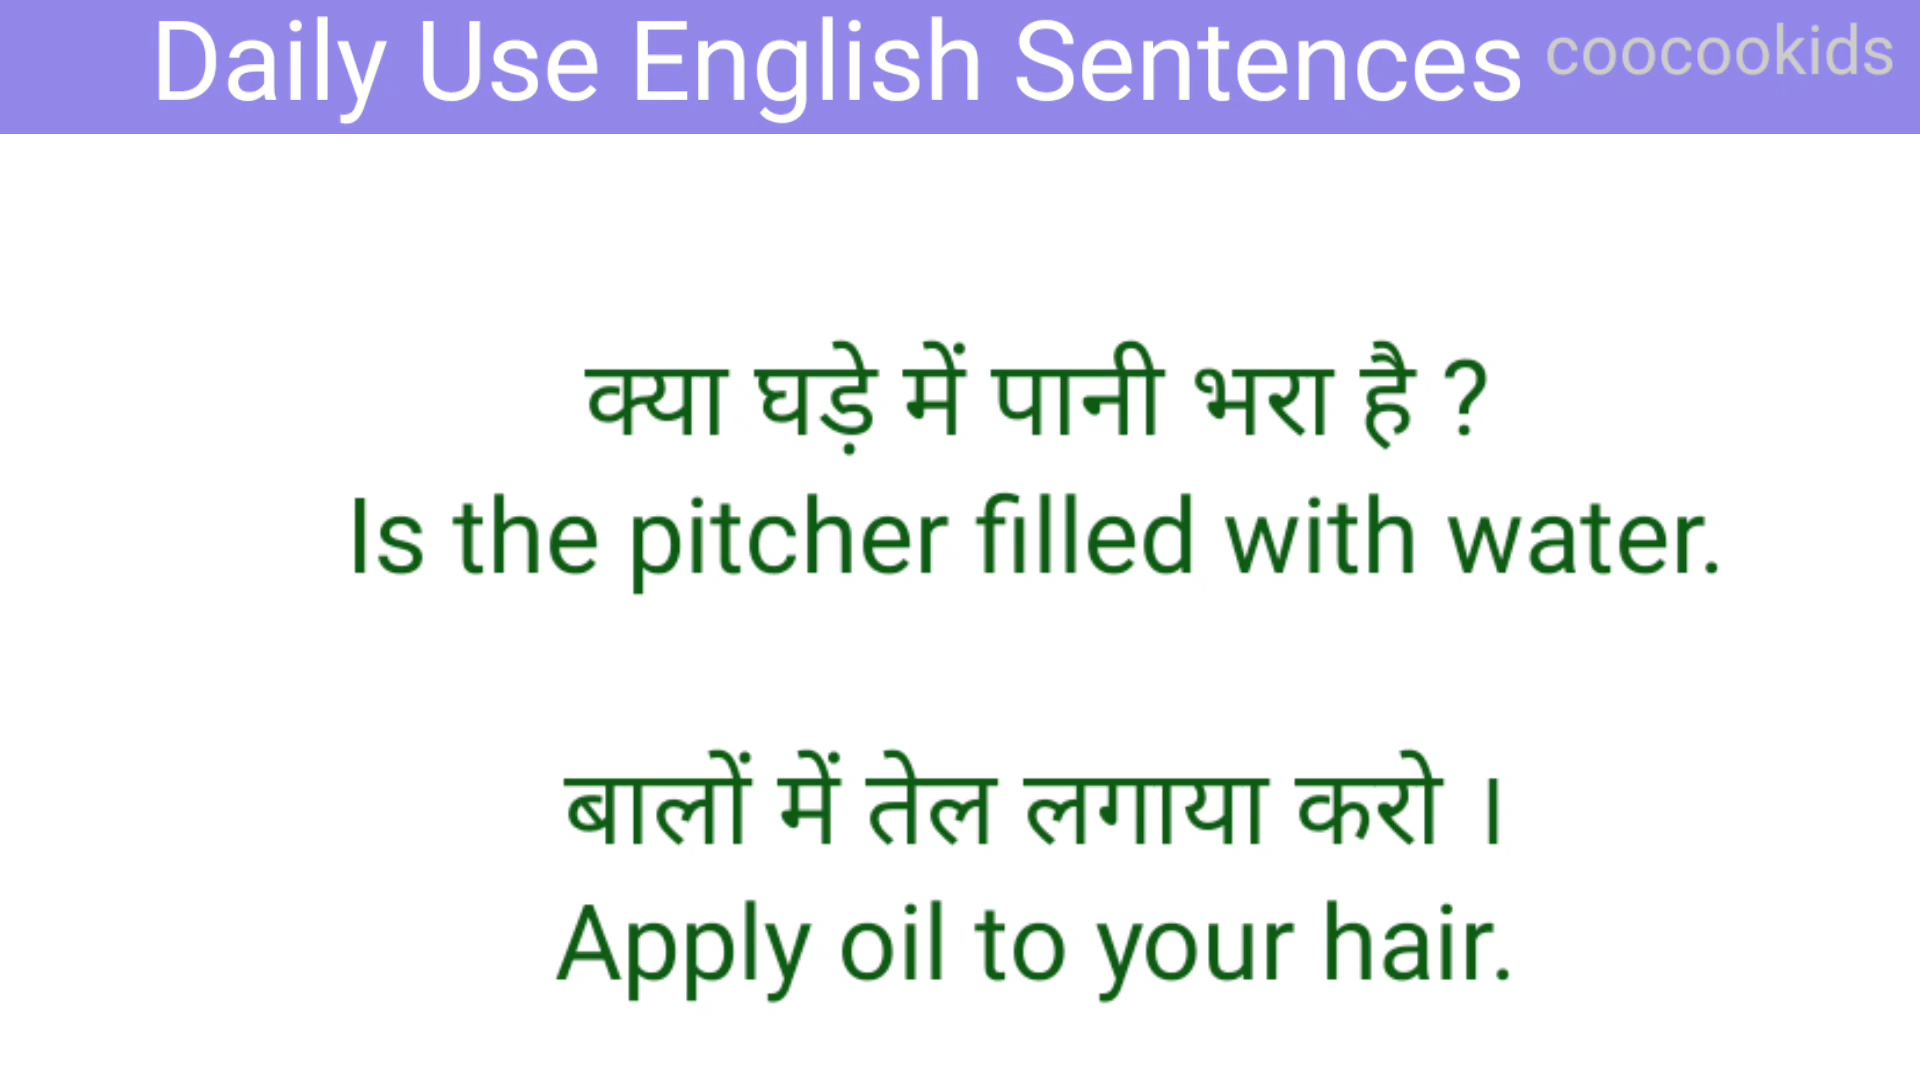 Daily Use English Sentences coocookids
क्या घड़े में पानी भरा है ?
Is the pitcher filled with water.
बालों में तेल लगाया करो ।
Apply oil to your hair.